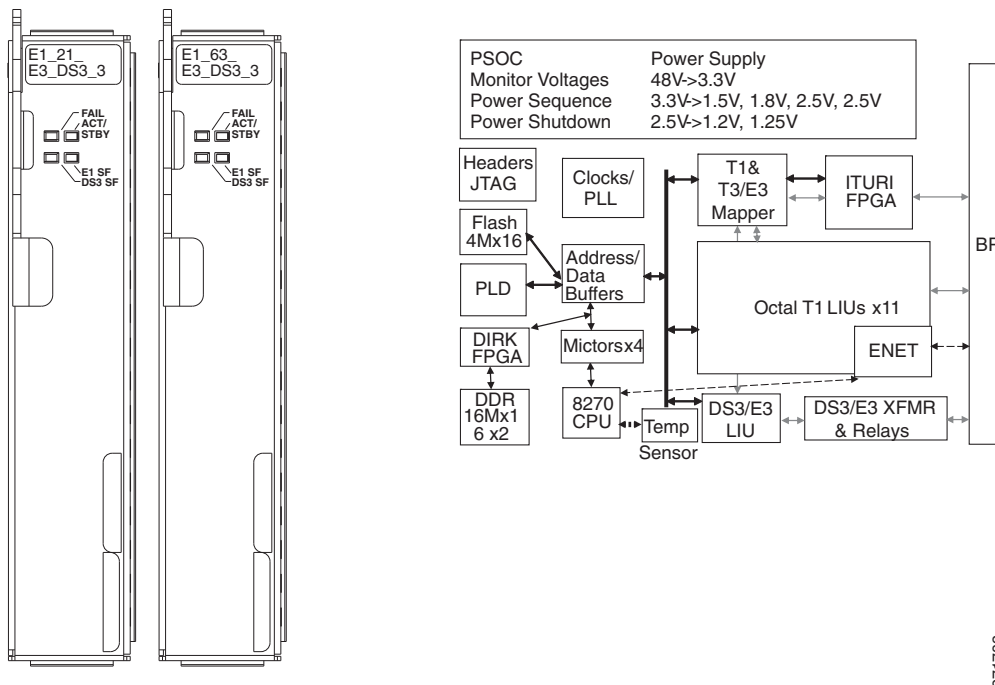 E1_21_
E3_DS3_3
FAIL
ACT/
STBY
E1 SF
DS3 SF
E1_63_
E3_DS3_3
FAIL
ACT/
STBY
E1 SF
DS3 SF
PSOC Power Supply
Monitor Voltages 48V->3.3V
Power Sequence 3.3V->1.5V, 1.8V, 2.5V, 2.5V
Power Shutdown 2.5V->1.2V, 1.25V
Headers
JTAG
Clocks/
PLL
T1&
T3/E3
Mapper
ITURI
FPGA
Flash
4Mx16
Address/
Data
Buffers
PLD
Octal T1 LIUs x11
DIRK
FPGA
Mictorsx4
ENET
DDR
16Mx1
6 x2
8270
CPU
Temp
Sensor
DS3/E3
LIU
DS3/E3 XFMR
& Relays